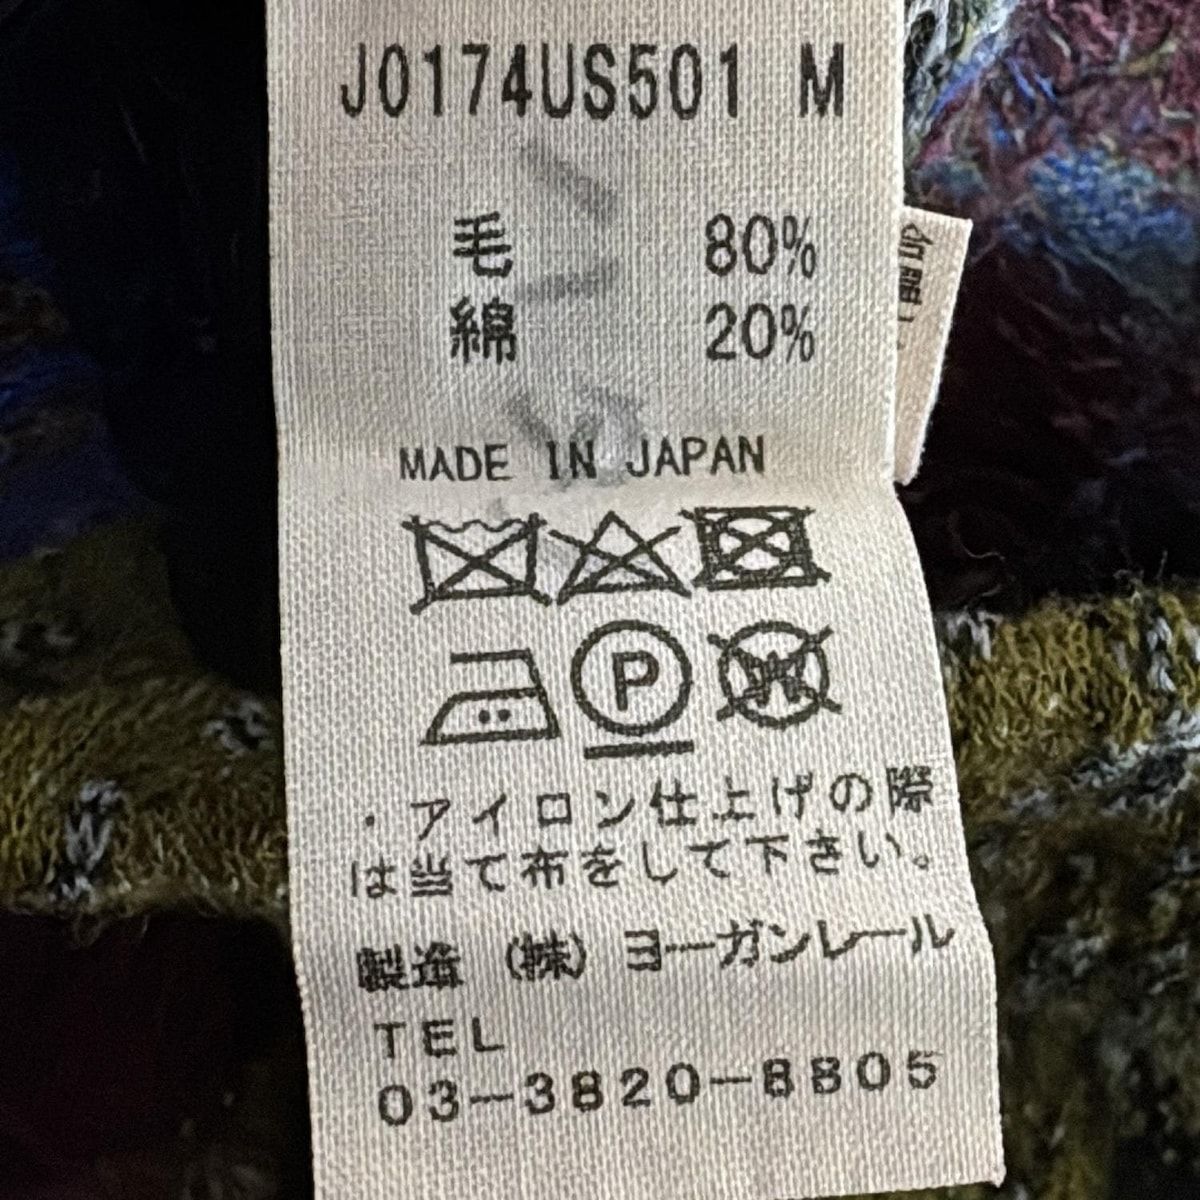 J0174US501 M
毛 80%
綿 20%
MADE IN JAPAN
P
W
・アイロン仕上げの際
は当て布をして下さい。
製造 (株) ヨーガンレール
TEL
03-3820-8805